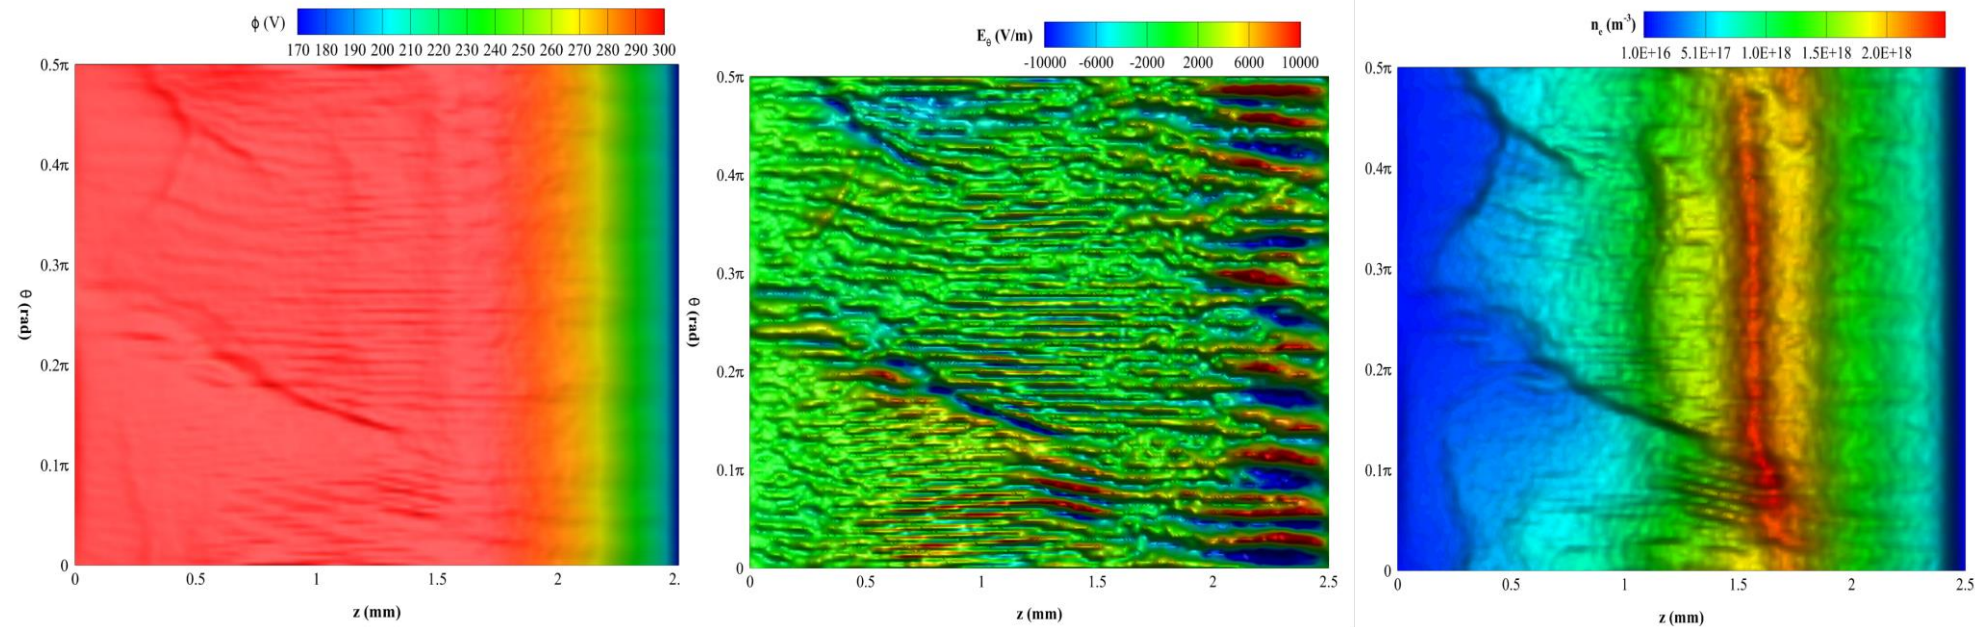 ϕ (V)
170 180 190 200 210 220 230 240 250 260 270 280 290 300
0.5π
0.4π
0.3π
0.2π
0.1π
0
θ (rad)
0 0.5 1 1.5 2 2.
z (mm)
Eθ (V/m)
-10000 -6000 -2000 2000 6000 10000
0.5π
0.4π
0.3π
0.2π
0.1π
0
θ (rad)
0 0.5 1 1.5 2 2.5
z (mm)
ne (m-3)
1.0E+16 5.1E+17 1.0E+18 1.5E+18 2.0E+18
0.5π
0.4π
0.3π
0.2π
0.1π
0
0 0.5 1 1.5 2 2.5
z (mm)